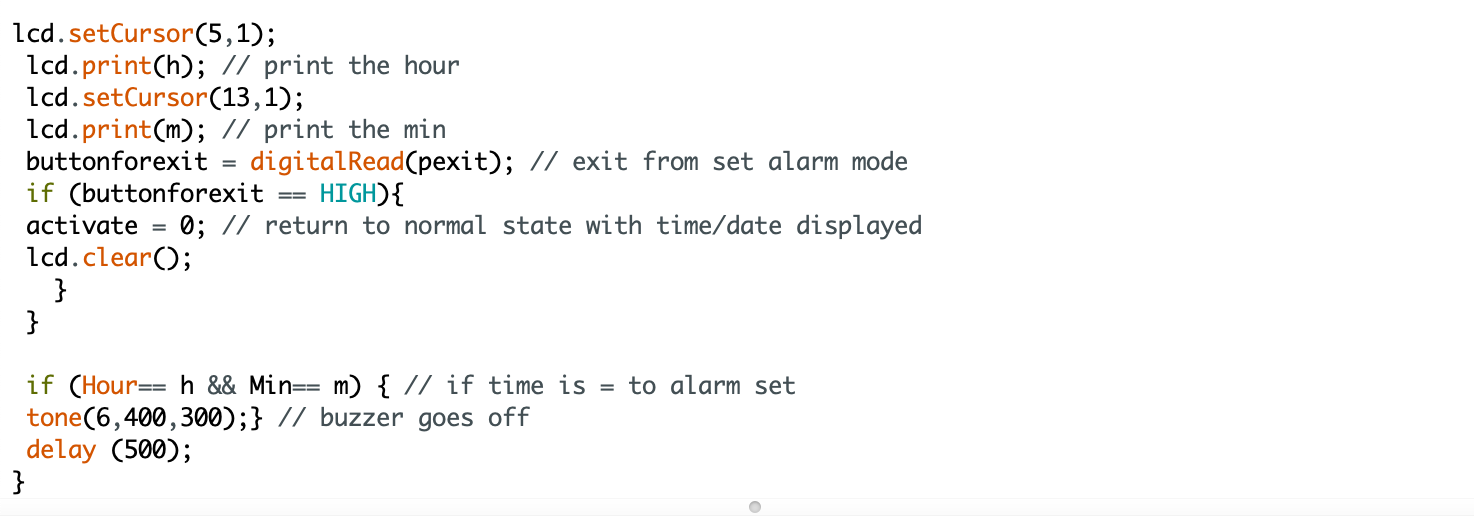 lcd.setCursor(5,1);
lcd.print(h); // print the hour
lcd.setCursor(13,1);
lcd.print(m); // print the min
buttonforexit = digitalRead(pexit); // exit from set alarm mode
if (buttonforexit == HIGH){
activate = 0; // return to normal state with time/date displayed
lcd.clear();
}
}
if (Hour== h && Min== m) { // if time is = to alarm set
tone(6,400,300);} // buzzer goes off
delay (500);
}